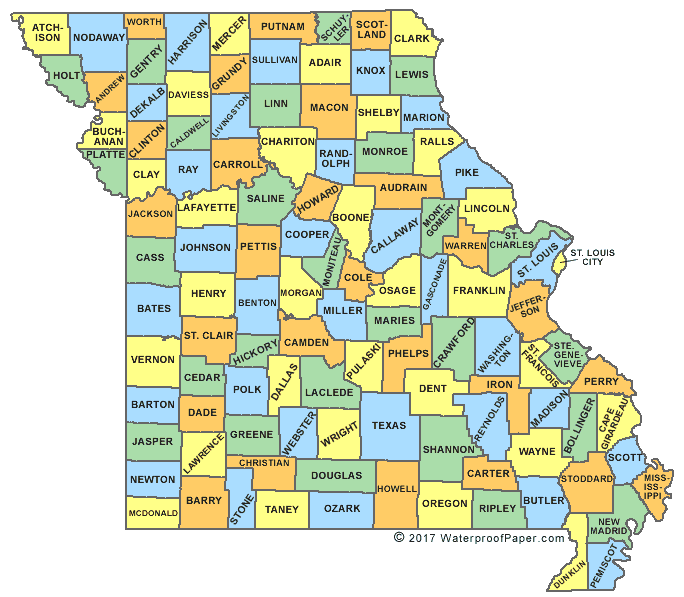 ATCH-
ISON
NODAWAY
WORTH
HARRISON
MERCER
PUTNAM
SCHUY-
LER
SCOT-
LAND
CLARK
HOLT
ANDREW
GENTRY
DAVIESS
GRUNDY
SULLIVAN
ADAIR
KNOX
LEWIS
DEKALB
LIVINGSTON
LINN
MACON
SHELBY
MARION
BUCH-
ANAN
CLINTON
CALDWELL
CHARITON
RAND-
OLPH
MONROE
RALLS
PLATTE
CLAY
RAY
CARROLL
AUDRAIN
PIKE
JACKSON
LAFAYETTE
SALINE
HOWARD
BOONE
CALLAWAY
MONT-
GOMERY
LINCOLN
CASS
JOHNSON
PETTIS
COOPER
MONITEAU
COLE
WARREN
ST.
CHARLES
ST. LOUIS
ST. LOUIS
CITY
BATES
HENRY
BENTON
MORGAN
MILLER
OSAGE
GASCONADE
FRANKLIN
JEFFER-
SON
VERNON
ST. CLAIR
HICKORY
CAMDEN
MARIES
PULASKI
PHELPS
CRAWFORD
WASHING-
TON
ST.
FRANCOIS
STE.
GENE-
VIEVE
PERRY
BARTON
CEDAR
POLK
DALLAS
LACLEDE
DENT
IRON
REYNOLDS
MADISON
BOLLINGER
CAPE
GIRARDEAU
JASPER
DADE
GREENE
WEBSTER
WRIGHT
TEXAS
SHANNON
WAYNE
SCOTT
NEWTON
LAWRENCE
CHRISTIAN
DOUGLAS
HOWELL
CARTER
STODDARD
MISS-
ISS-
IPPI
MCDONALD
BARRY
STONE
TANEY
OZARK
OREGON
RIPLEY
BUTLER
NEW
MADRID
DUNKLIN
PEMISCOT
© 2017 WaterproofPaper.com